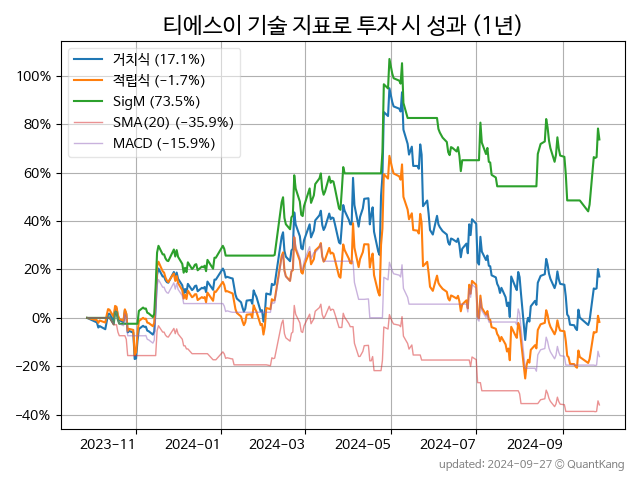 티에스이 기술 지표로 투자 시 성과 (1년)
거치식 (17.1%)
적립식 (−1.7%)
SigM (73.5%)
SMA(20) (−35.9%)
MACD (−15.9%)
100%
80%
60%
40%
20%
0%
−20%
−40%
2023-11
2024-01
2024-03
2024-05
2024-07
2024-09
updated: 2024-09-27 © QuantKang